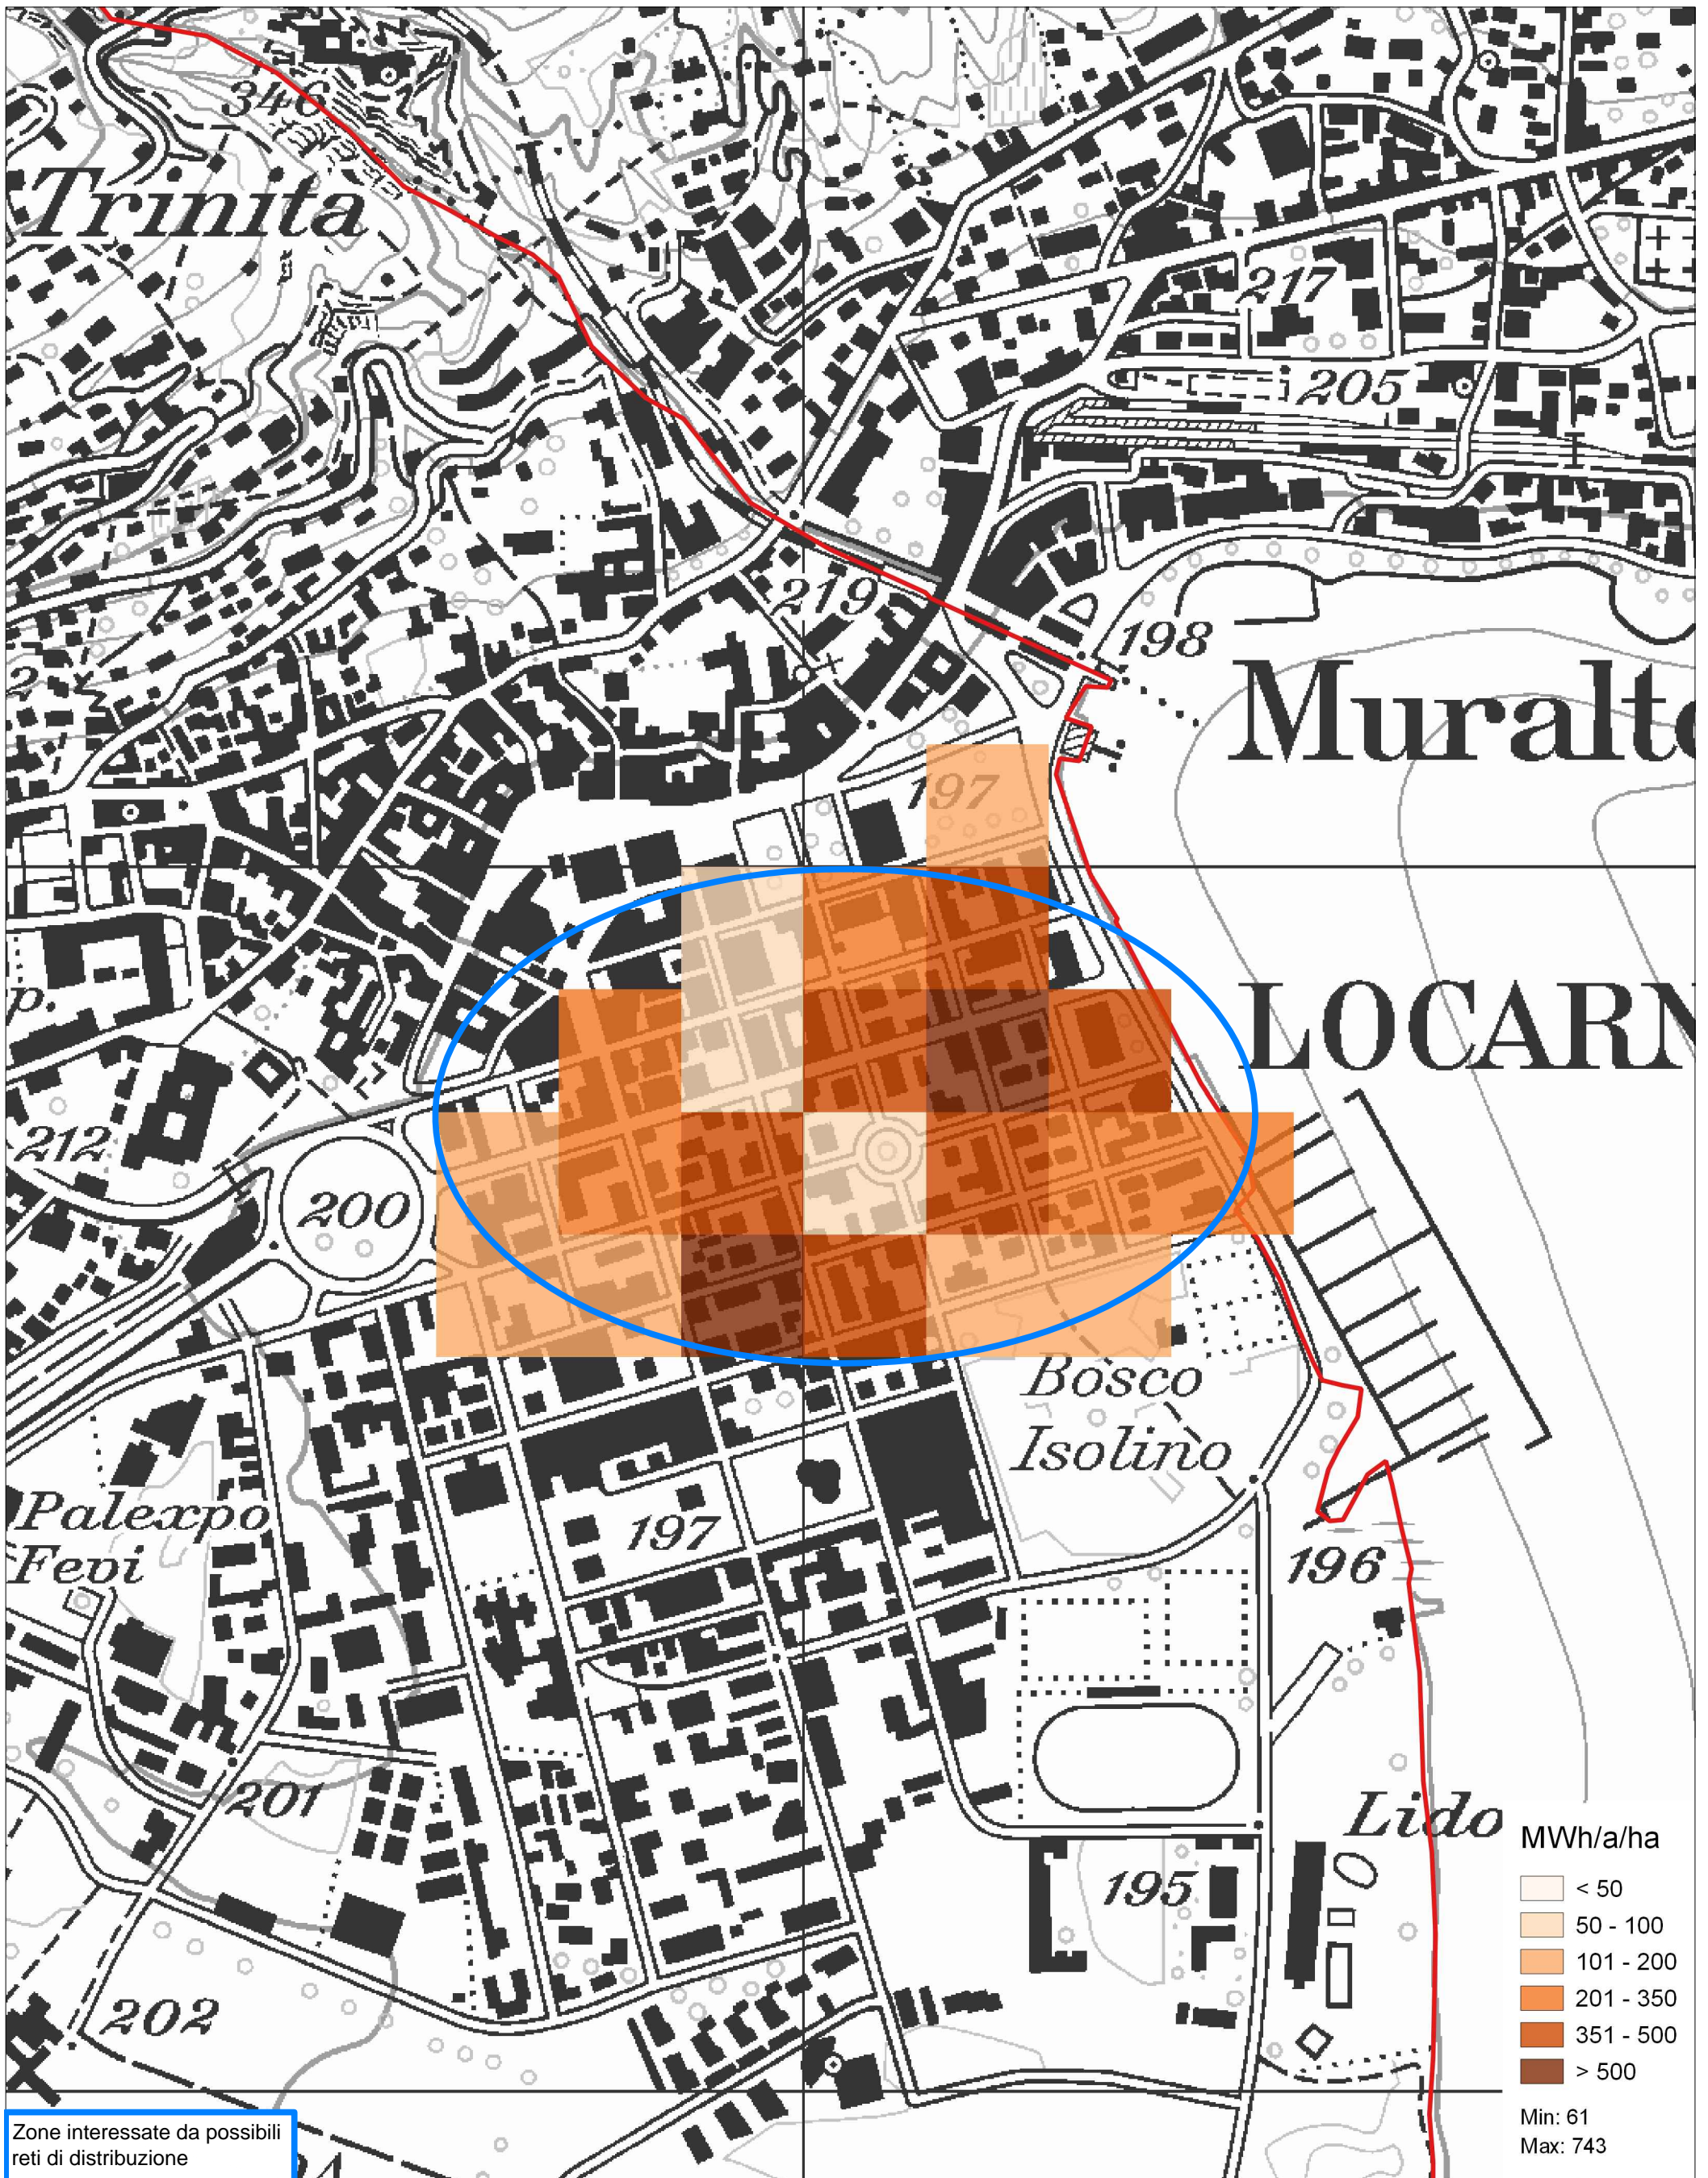 346
Trinita
217
205
219
198
2
Muralto
197
p.
LOCARN
212
200
Bosco
Isolino
Palexpo
Fevi
197
196
201
Lido
195
202
MWh/a/ha
< 50
50 - 100
101 - 200
201 - 350
351 - 500
> 500
Min: 61
Max: 743
Zone interessate da possibili
reti di distribuzione